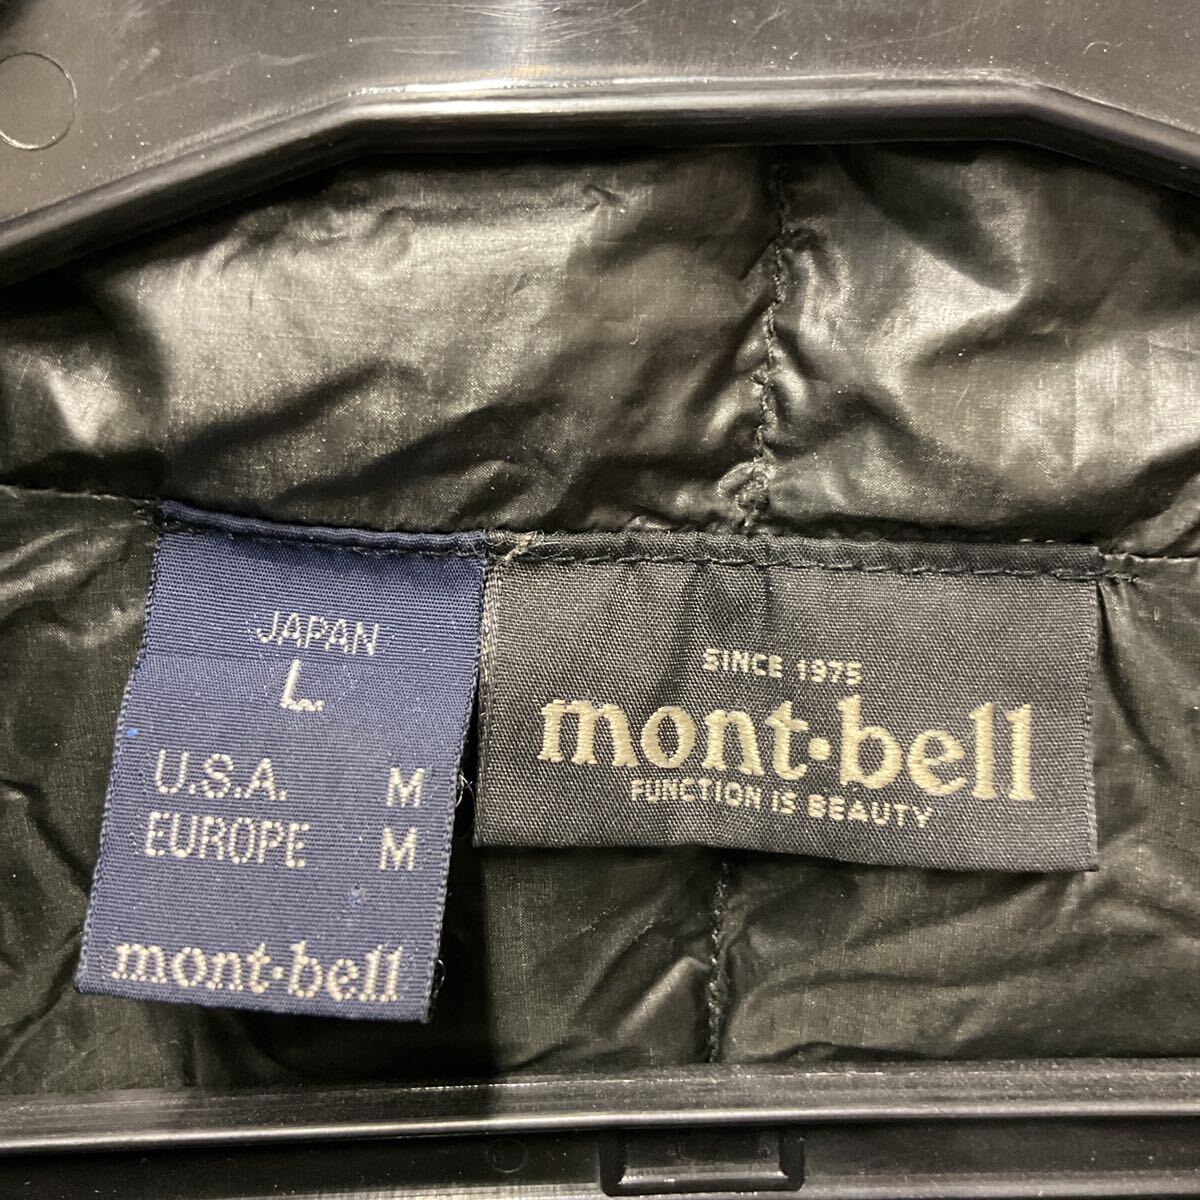 JAPAN
L
U.S.A. M
EUROPE M
mont·bell
SINCE 1975
mont·bell
FUNCTION IS BEAUTY